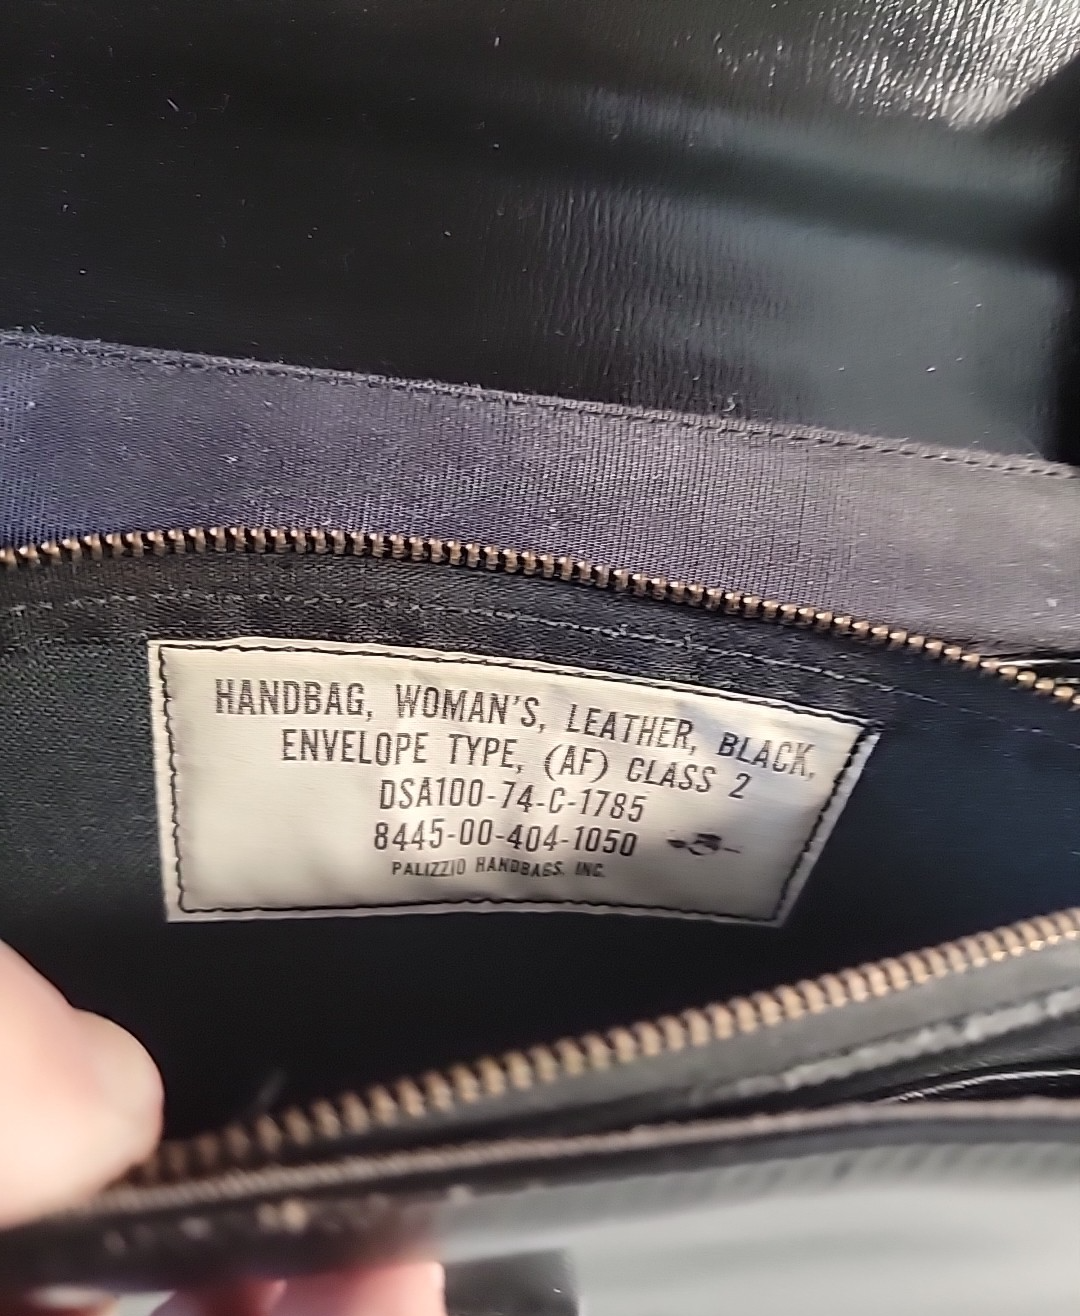 HANDBAG, WOMAN'S, LEATHER, BLACK,
ENVELOPE TYPE, (AF) CLASS 2
DSA100-74-C-1785
8445-00-404-1050
PALIZZIO HANDBAGS, INC.